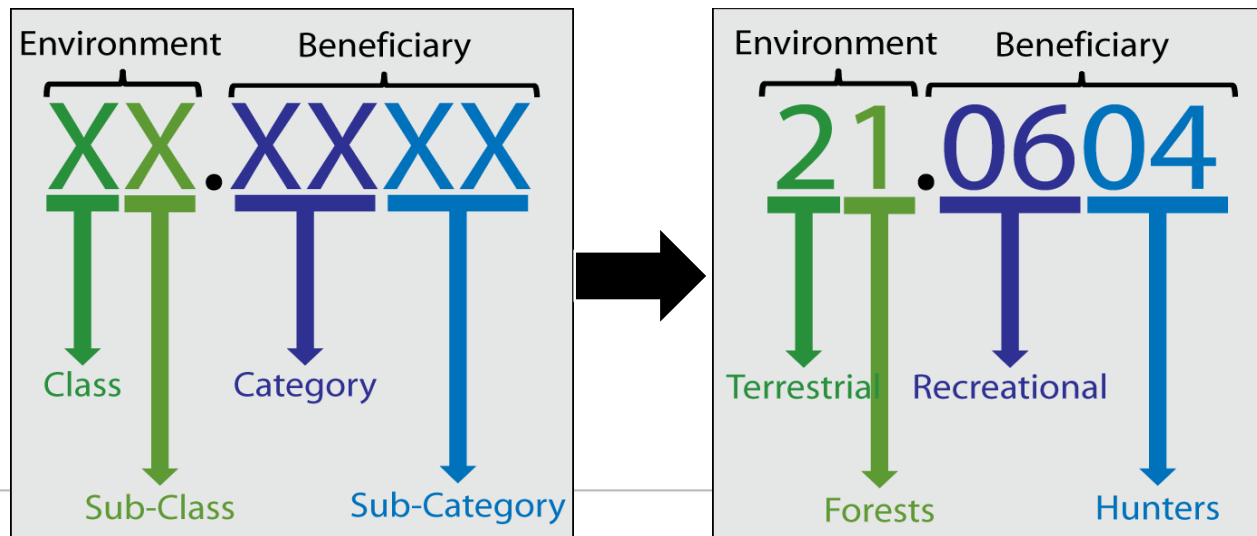 Environment Beneficiary
XX.XXXX
Class
Category
Sub-Class
Sub-Category
Environment Beneficiary
21.0604
Terrestrial
Recreational
Forests
Hunters